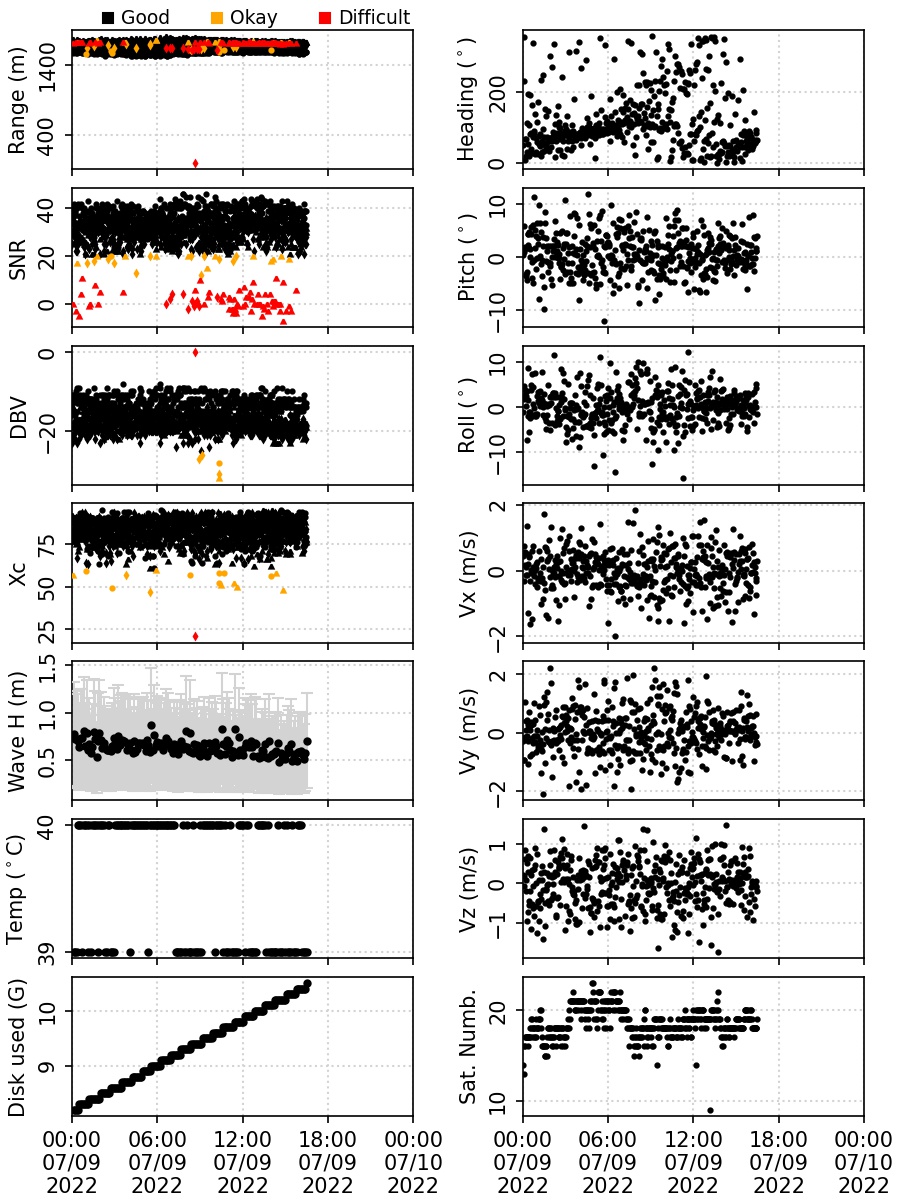 Good Okay Difficult
Range (m)
1400
400
Heading (°)
200
0
SNR
40
20
0
Pitch (°)
10
0
−10
DBV
0
−20
Roll (°)
10
0
−10
Xc
75
50
25
Vx (m/s)
2
0
−2
Wave H (m)
1.5
1.0
0.5
Vy (m/s)
2
0
−2
Temp (°C)
40
39
Vz (m/s)
1
0
−1
Disk used (G)
10
9
Sat. Numb.
20
10
00:00 06:00 12:00 18:00 00:00
07/09 07/09 07/09 07/09 07/10
2022 2022 2022 2022 2022
00:00 06:00 12:00 18:00 00:00
07/09 07/09 07/09 07/09 07/10
2022 2022 2022 2022 2022